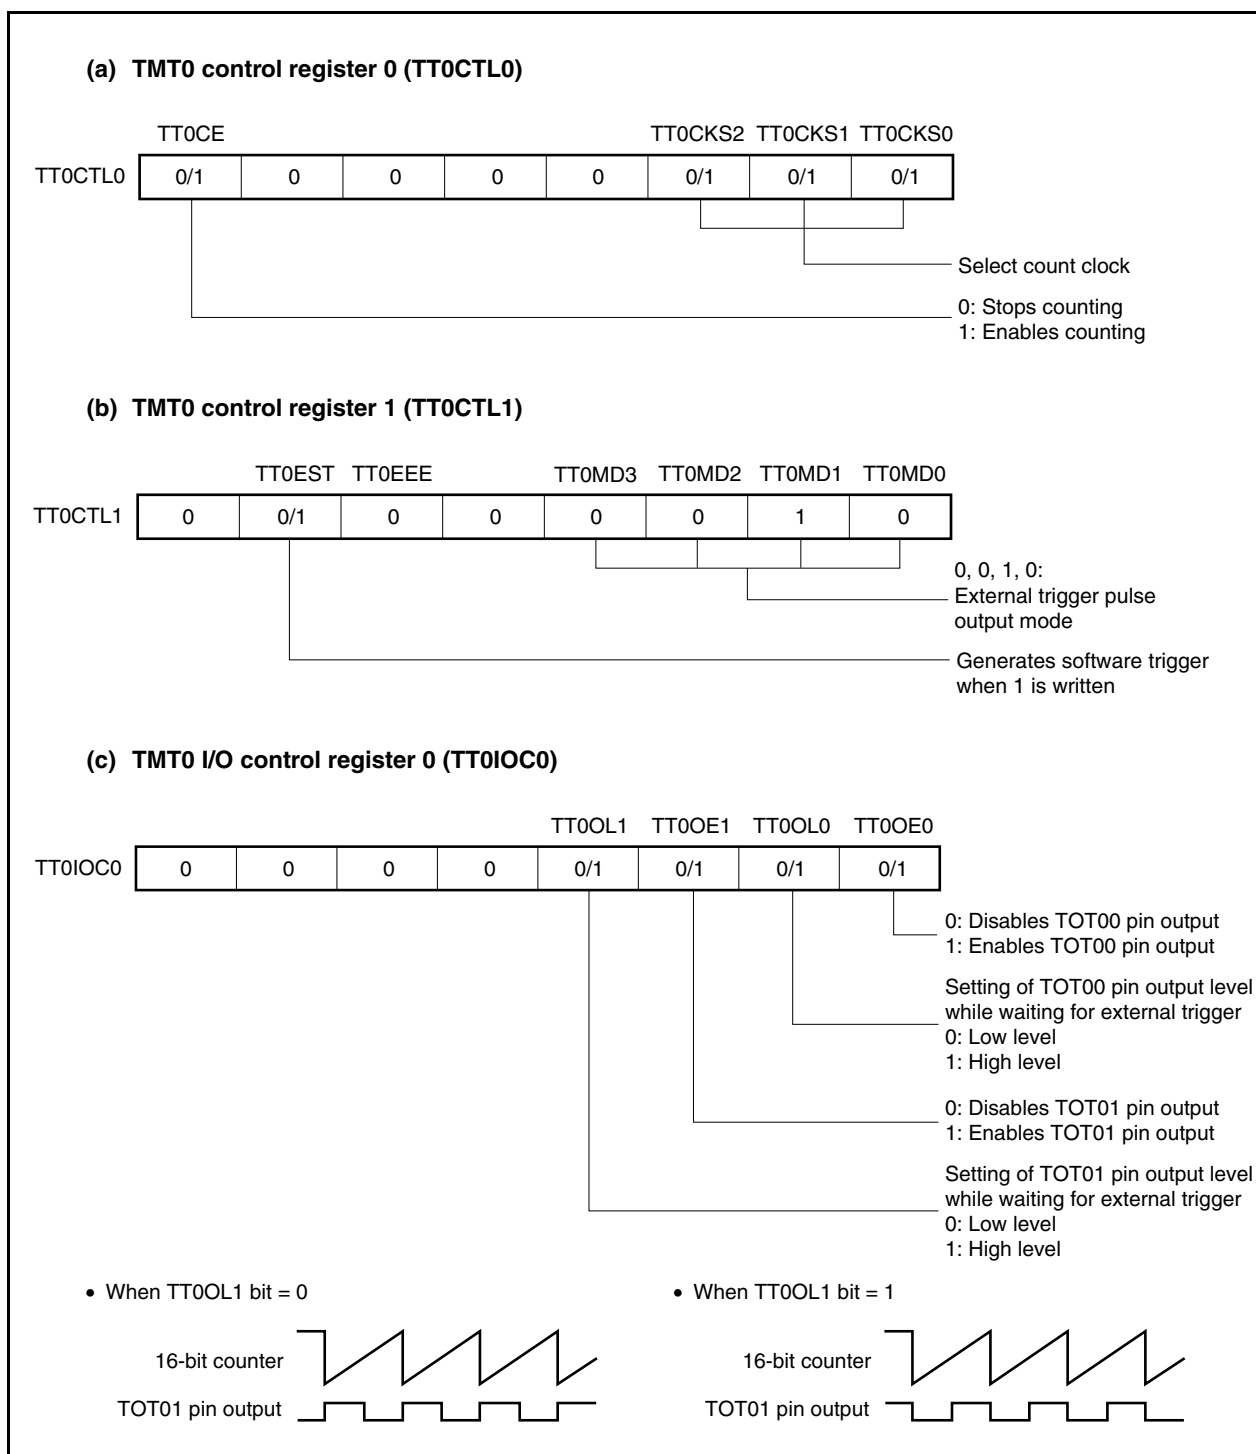 (a) TMT0 control register 0 (TT0CTL0)
TT0CE TT0CKS2 TT0CKS1 TT0CKS0
TT0CTL0 0/1 0 0 0 0 0/1 0/1 0/1
Select count clock
0: Stops counting
1: Enables counting
(b) TMT0 control register 1 (TT0CTL1)
TT0EST TT0EEE TT0MD3 TT0MD2 TT0MD1 TT0MD0
TT0CTL1 0 0/1 0 0 0 0 1 0
0, 0, 1, 0:
External trigger pulse
output mode
Generates software trigger
when 1 is written
(c) TMT0 I/O control register 0 (TT0IOC0)
TT0OL1 TT0OE1 TT0OL0 TT0OE0
TT0IOC0 0 0 0 0 0/1 0/1 0/1 0/1
0: Disables TOT00 pin output
1: Enables TOT00 pin output
Setting of TOT00 pin output level
while waiting for external trigger
0: Low level
1: High level
0: Disables TOT01 pin output
1: Enables TOT01 pin output
Setting of TOT01 pin output level
while waiting for external trigger
0: Low level
1: High level
• When TT0OL1 bit = 0 • When TT0OL1 bit = 1
16-bit counter 16-bit counter
TOT01 pin output TOT01 pin output